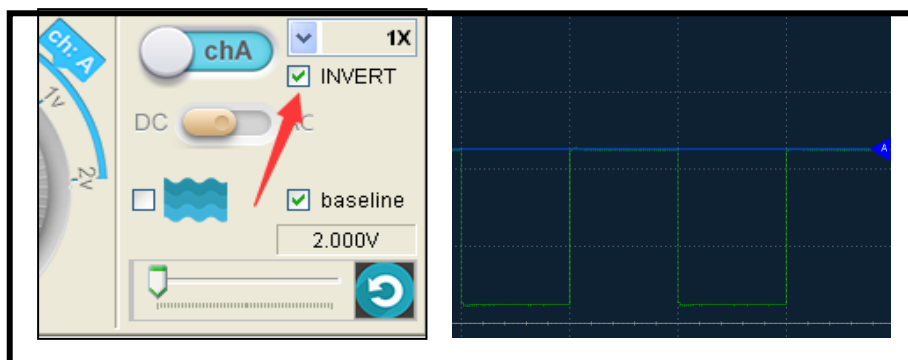 ch: A
1v
2v
chA
1X
INVERT
DC
baseline
2.000V
A